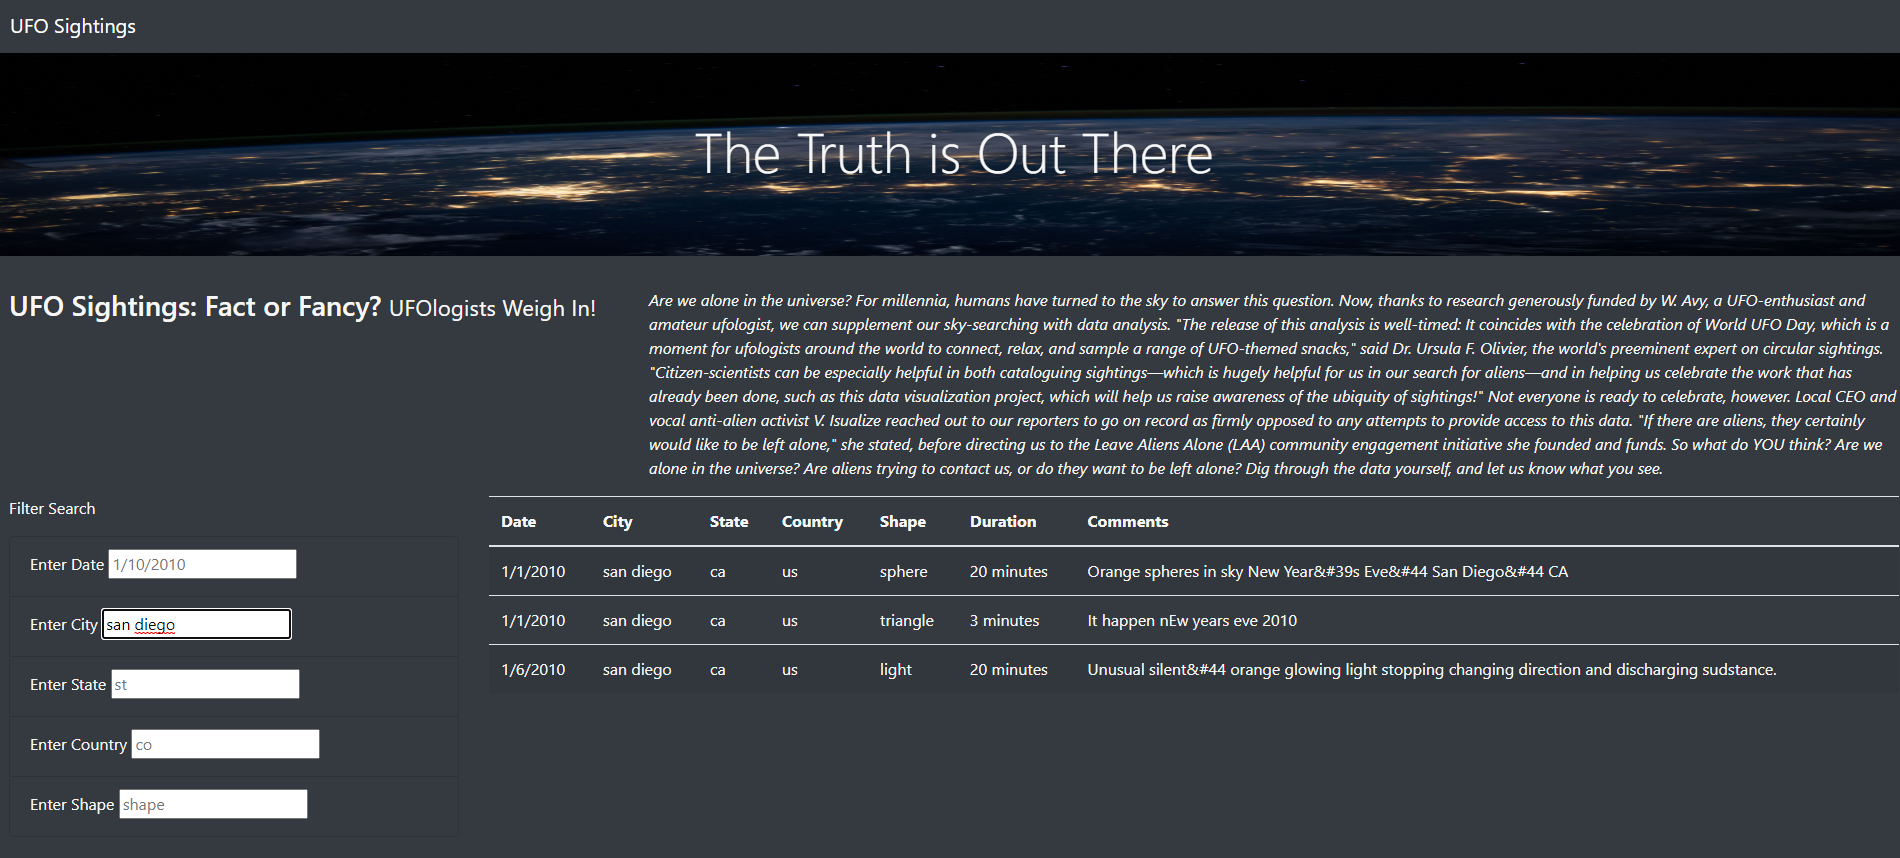 UFO Sightings
The Truth is Out There
UFO Sightings: Fact or Fancy? UFOlogists Weigh In!
Are we alone in the universe? For millennia, humans have turned to the sky to answer this question. Now, thanks to research generously funded by W. Avy, a UFO-enthusiast and
amateur ufologist, we can supplement our sky-searching with data analysis. "The release of this analysis is well-timed: It coincides with the celebration of World UFO Day, which is a
moment for ufologists around the world to connect, relax, and sample a range of UFO-themed snacks," said Dr. Ursula F. Olivier, the world's preeminent expert on circular sightings.
"Citizen-scientists can be especially helpful in both cataloguing sightings—which is hugely helpful for us in our search for aliens—and in helping us celebrate the work that has
already been done, such as this data visualization project, which will help us raise awareness of the ubiquity of sightings!" Not everyone is ready to celebrate, however. Local CEO and
vocal anti-alien activist V. Isualize reached out to our reporters to go on record as firmly opposed to any attempts to provide access to this data. "If there are aliens, they certainly
would like to be left alone," she stated, before directing us to the Leave Aliens Alone (LAA) community engagement initiative she founded and funds. So what do YOU think? Are we
alone in the universe? Are aliens trying to contact us, or do they want to be left alone? Dig through the data yourself, and let us know what you see.
Filter Search
Enter Date 1/10/2010
Enter City san diego
Enter State st
Enter Country co
Enter Shape shape
Date City State Country Shape Duration Comments
1/1/2010 san diego ca us sphere 20 minutes Orange spheres in sky New Year&#39s Eve&#44 San Diego&#44 CA
1/1/2010 san diego ca us triangle 3 minutes It happen nEw years eve 2010
1/6/2010 san diego ca us light 20 minutes Unusual silent&#44 orange glowing light stopping changing direction and discharging sudstance.